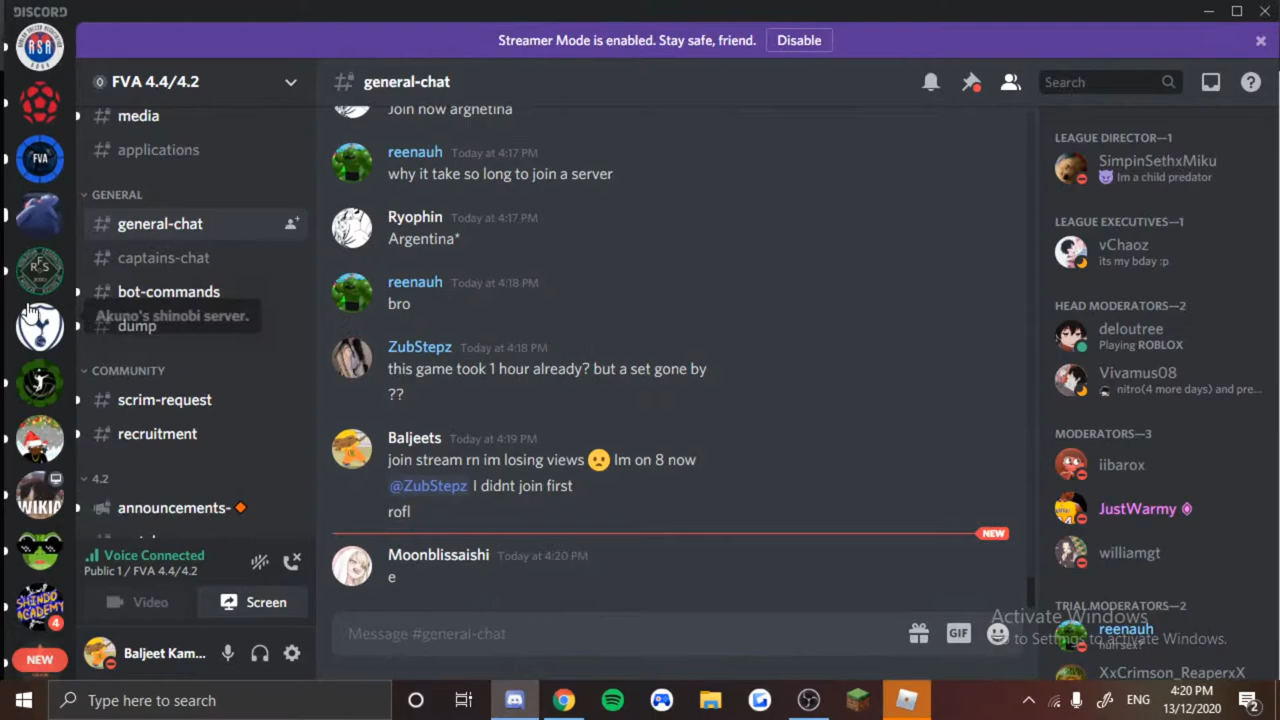 DISCORD
Streamer Mode is enabled. Stay safe, friend. Disable
RSA
FVA
FVA 4.4/4.2
media
applications
GENERAL
general-chat
captains-chat
bot-commands
Akuno's shinobi server.
dump
COMMUNITY
scrim-request
recruitment
4.2
announcements-
WIKIA
SHINDO
ACADEMY
4
NEW
Voice Connected
Public 1 / FVA 4.4/4.2
Video
Screen
Baljeet Kam...
general-chat
Search
Join now argnetina
reenauh Today at 4:17 PM
why it take so long to join a server
Ryophin Today at 4:17 PM
Argentina*
reenauh Today at 4:18 PM
bro
ZubStepz Today at 4:18 PM
this game took 1 hour already? but a set gone by
??
Baljeets Today at 4:19 PM
join stream rn im losing views Im on 8 now
@ZubStepz I didnt join first
rofl
NEW
Moonblissaishi Today at 4:20 PM
e
Message #general-chat
GIF
LEAGUE DIRECTOR—1
SimpinSethxMiku
Im a child predator
LEAGUE EXECUTIVES—1
vChaoz
its my bday :p
HEAD MODERATORS—2
deloutree
Playing ROBLOX
Vivamus08
nitro(4 more days) and pre...
MODERATORS—3
iibarox
JustWarmy
williamgt
TRIAL MODERATORS—2
reenauh
huh sex?
XxCrimson_ReaperxX
Activate Windows
to Settings to activate Windows.
Type here to search
ENG
4:20 PM
13/12/2020
2